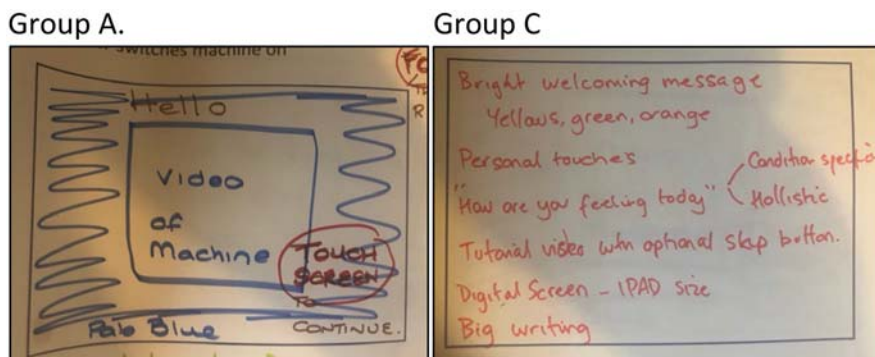 Group A.
switches machine on
Hello
Video
of
Machine
TOUCH
SCREEN
TO
CONTINUE.
Pale Blue
Group C
Bright welcoming message
Yellows, green, orange
Personal touches
"How are you feeling today"
Condition specific
Hollistic
Tutorial video with optional skip button.
Digital Screen - IPAD size
Big writing